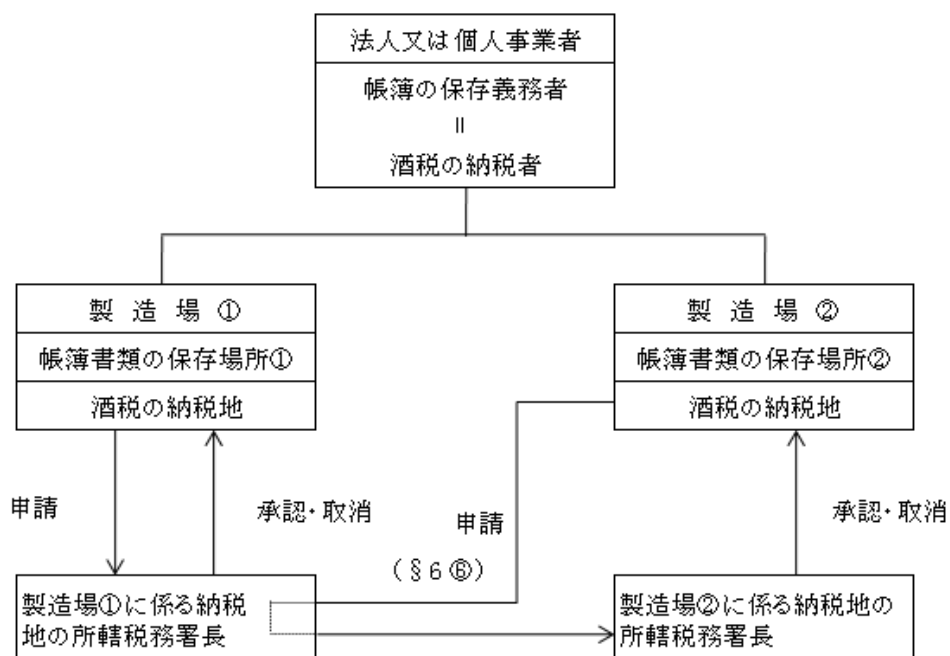 法人又は個人事業者
帳簿の保存義務者
＝
酒税の納税者
製造場①
帳簿書類の保存場所①
酒税の納税地
製造場②
帳簿書類の保存場所②
酒税の納税地
申請
承認・取消
申請
（§6⑥）
承認・取消
製造場①に係る納税
地の所轄税務署長
製造場②に係る納税地の
所轄税務署長